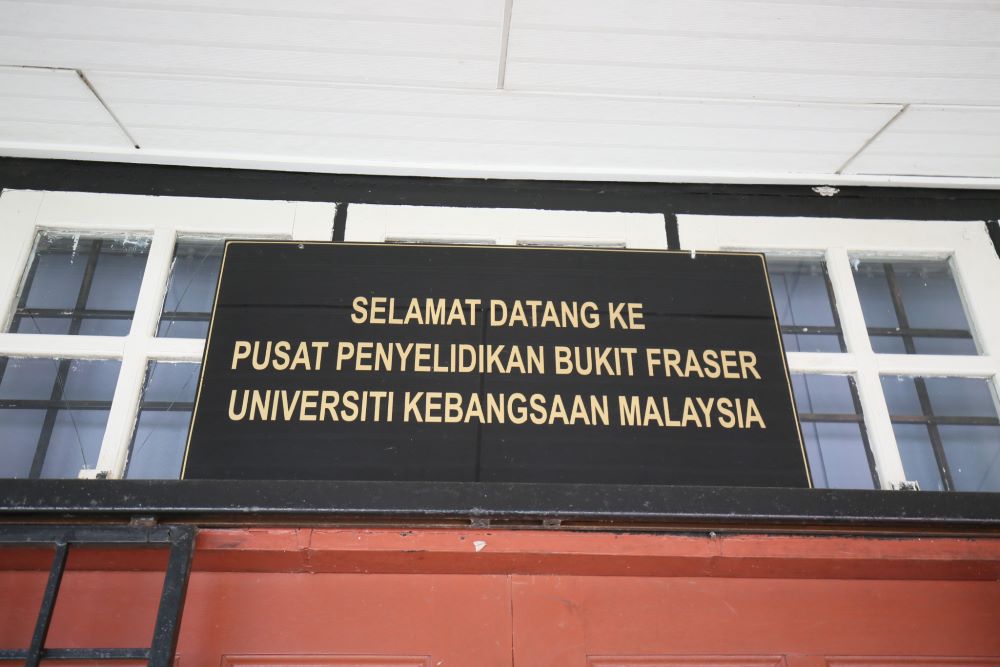 SELAMAT DATANG KE
PUSAT PENYELIDIKAN BUKIT FRASER
UNIVERSITI KEBANGSAAN MALAYSIA